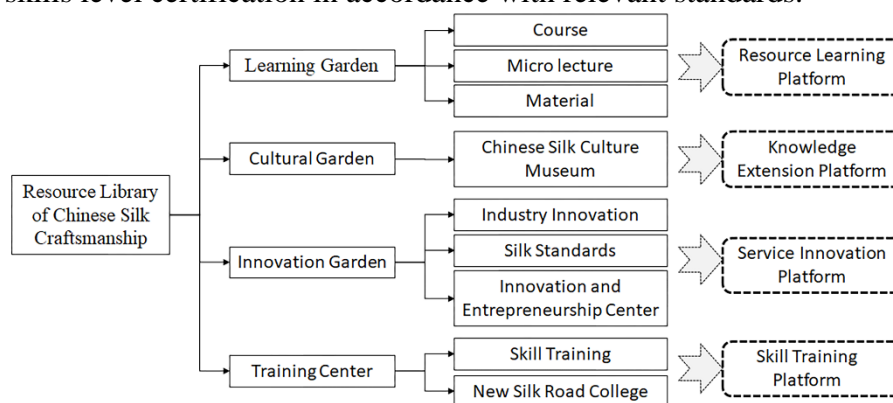 skills level certification in accordance with relevant standards.
Course
Learning Garden
Micro lecture
Resource Learning
Platform
Material
Cultural Garden
Chinese Silk Culture
Museum
Knowledge
Extension Platform
Resource Library
of Chinese Silk
Craftsmanship
Industry Innovation
Innovation Garden
Silk Standards
Service Innovation
Platform
Innovation and
Entrepreneurship Center
Training Center
Skill Training
Skill Training
Platform
New Silk Road College